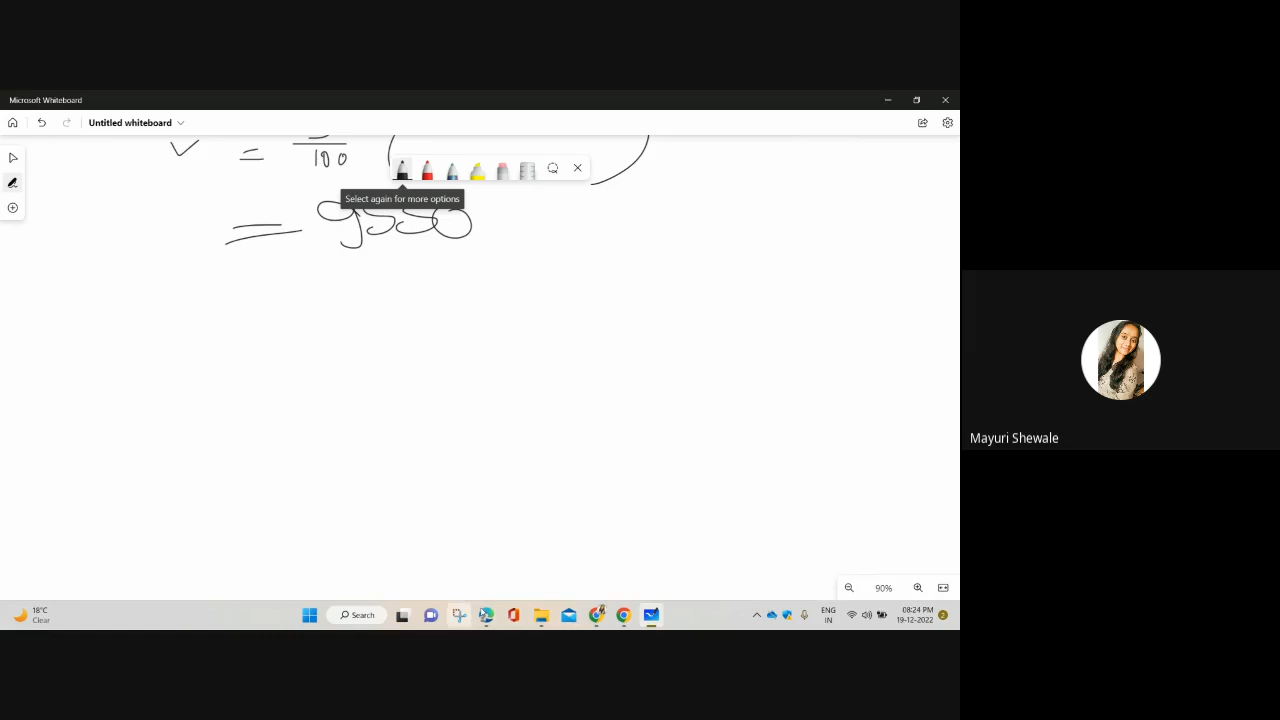 Microsoft Whiteboard
Untitled whiteboard
v = /100 (
Select again for more options
= 9550
Mayuri Shewale
90%
18°C
Clear
Search
ENG
IN
08:24 PM
19-12-2022
2